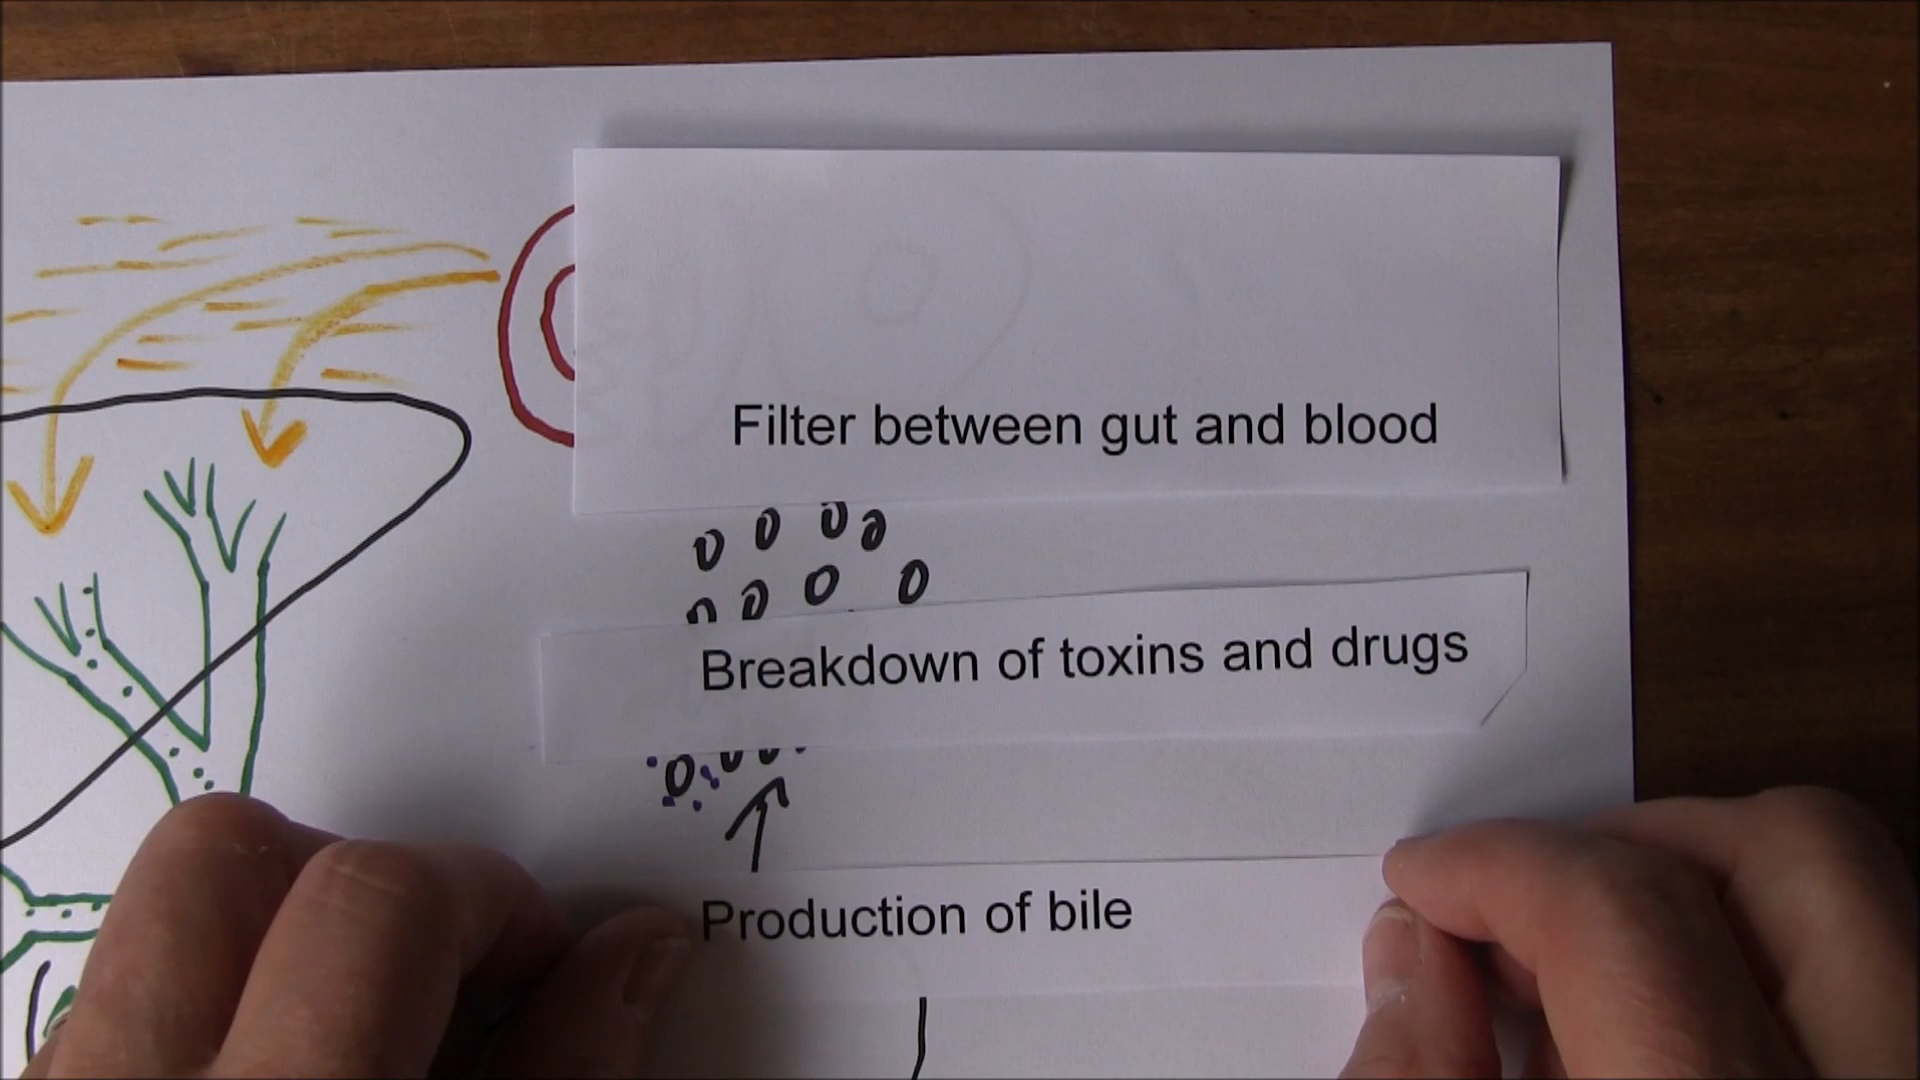 Filter between gut and blood
Breakdown of toxins and drugs
Production of bile